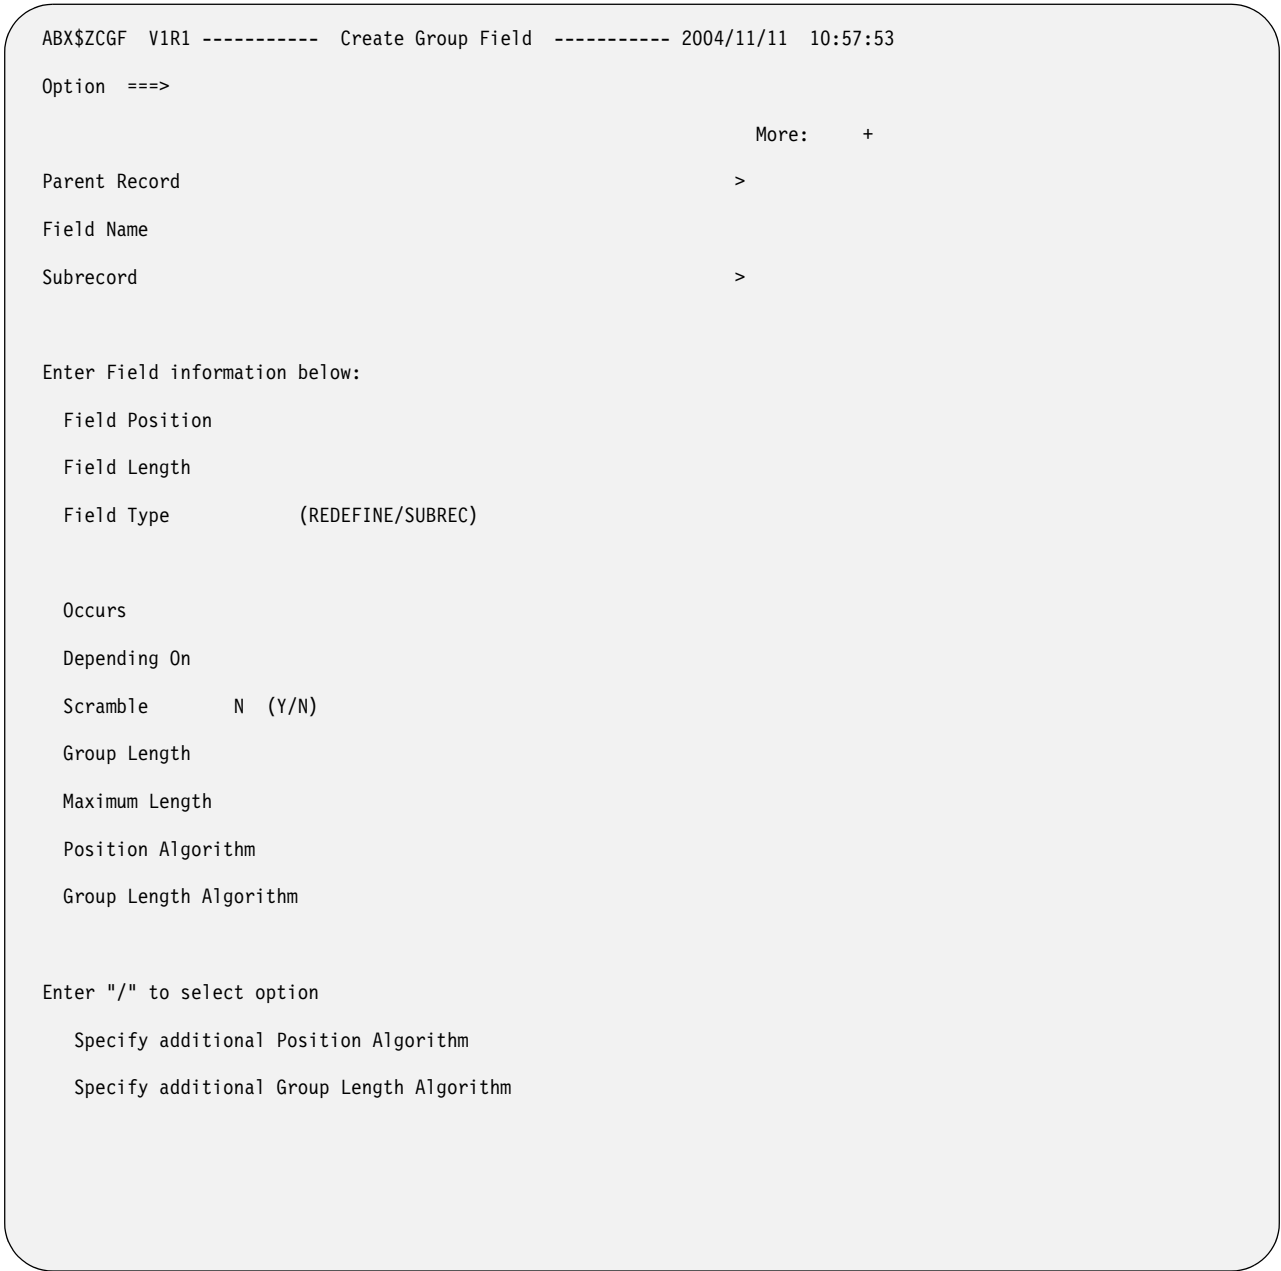 ABX$ZCGF  V1R1 -----------  Create Group Field  ----------- 2004/11/11  10:57:53
Option  ===>
More:     +
Parent Record                                                    >
Field Name
Subrecord                                                        >
Enter Field information below:
Field Position
Field Length
Field Type            (REDEFINE/SUBREC)
Occurs
Depending On
Scramble        N  (Y/N)
Group Length
Maximum Length
Position Algorithm
Group Length Algorithm
Enter "/" to select option
Specify additional Position Algorithm
Specify additional Group Length Algorithm